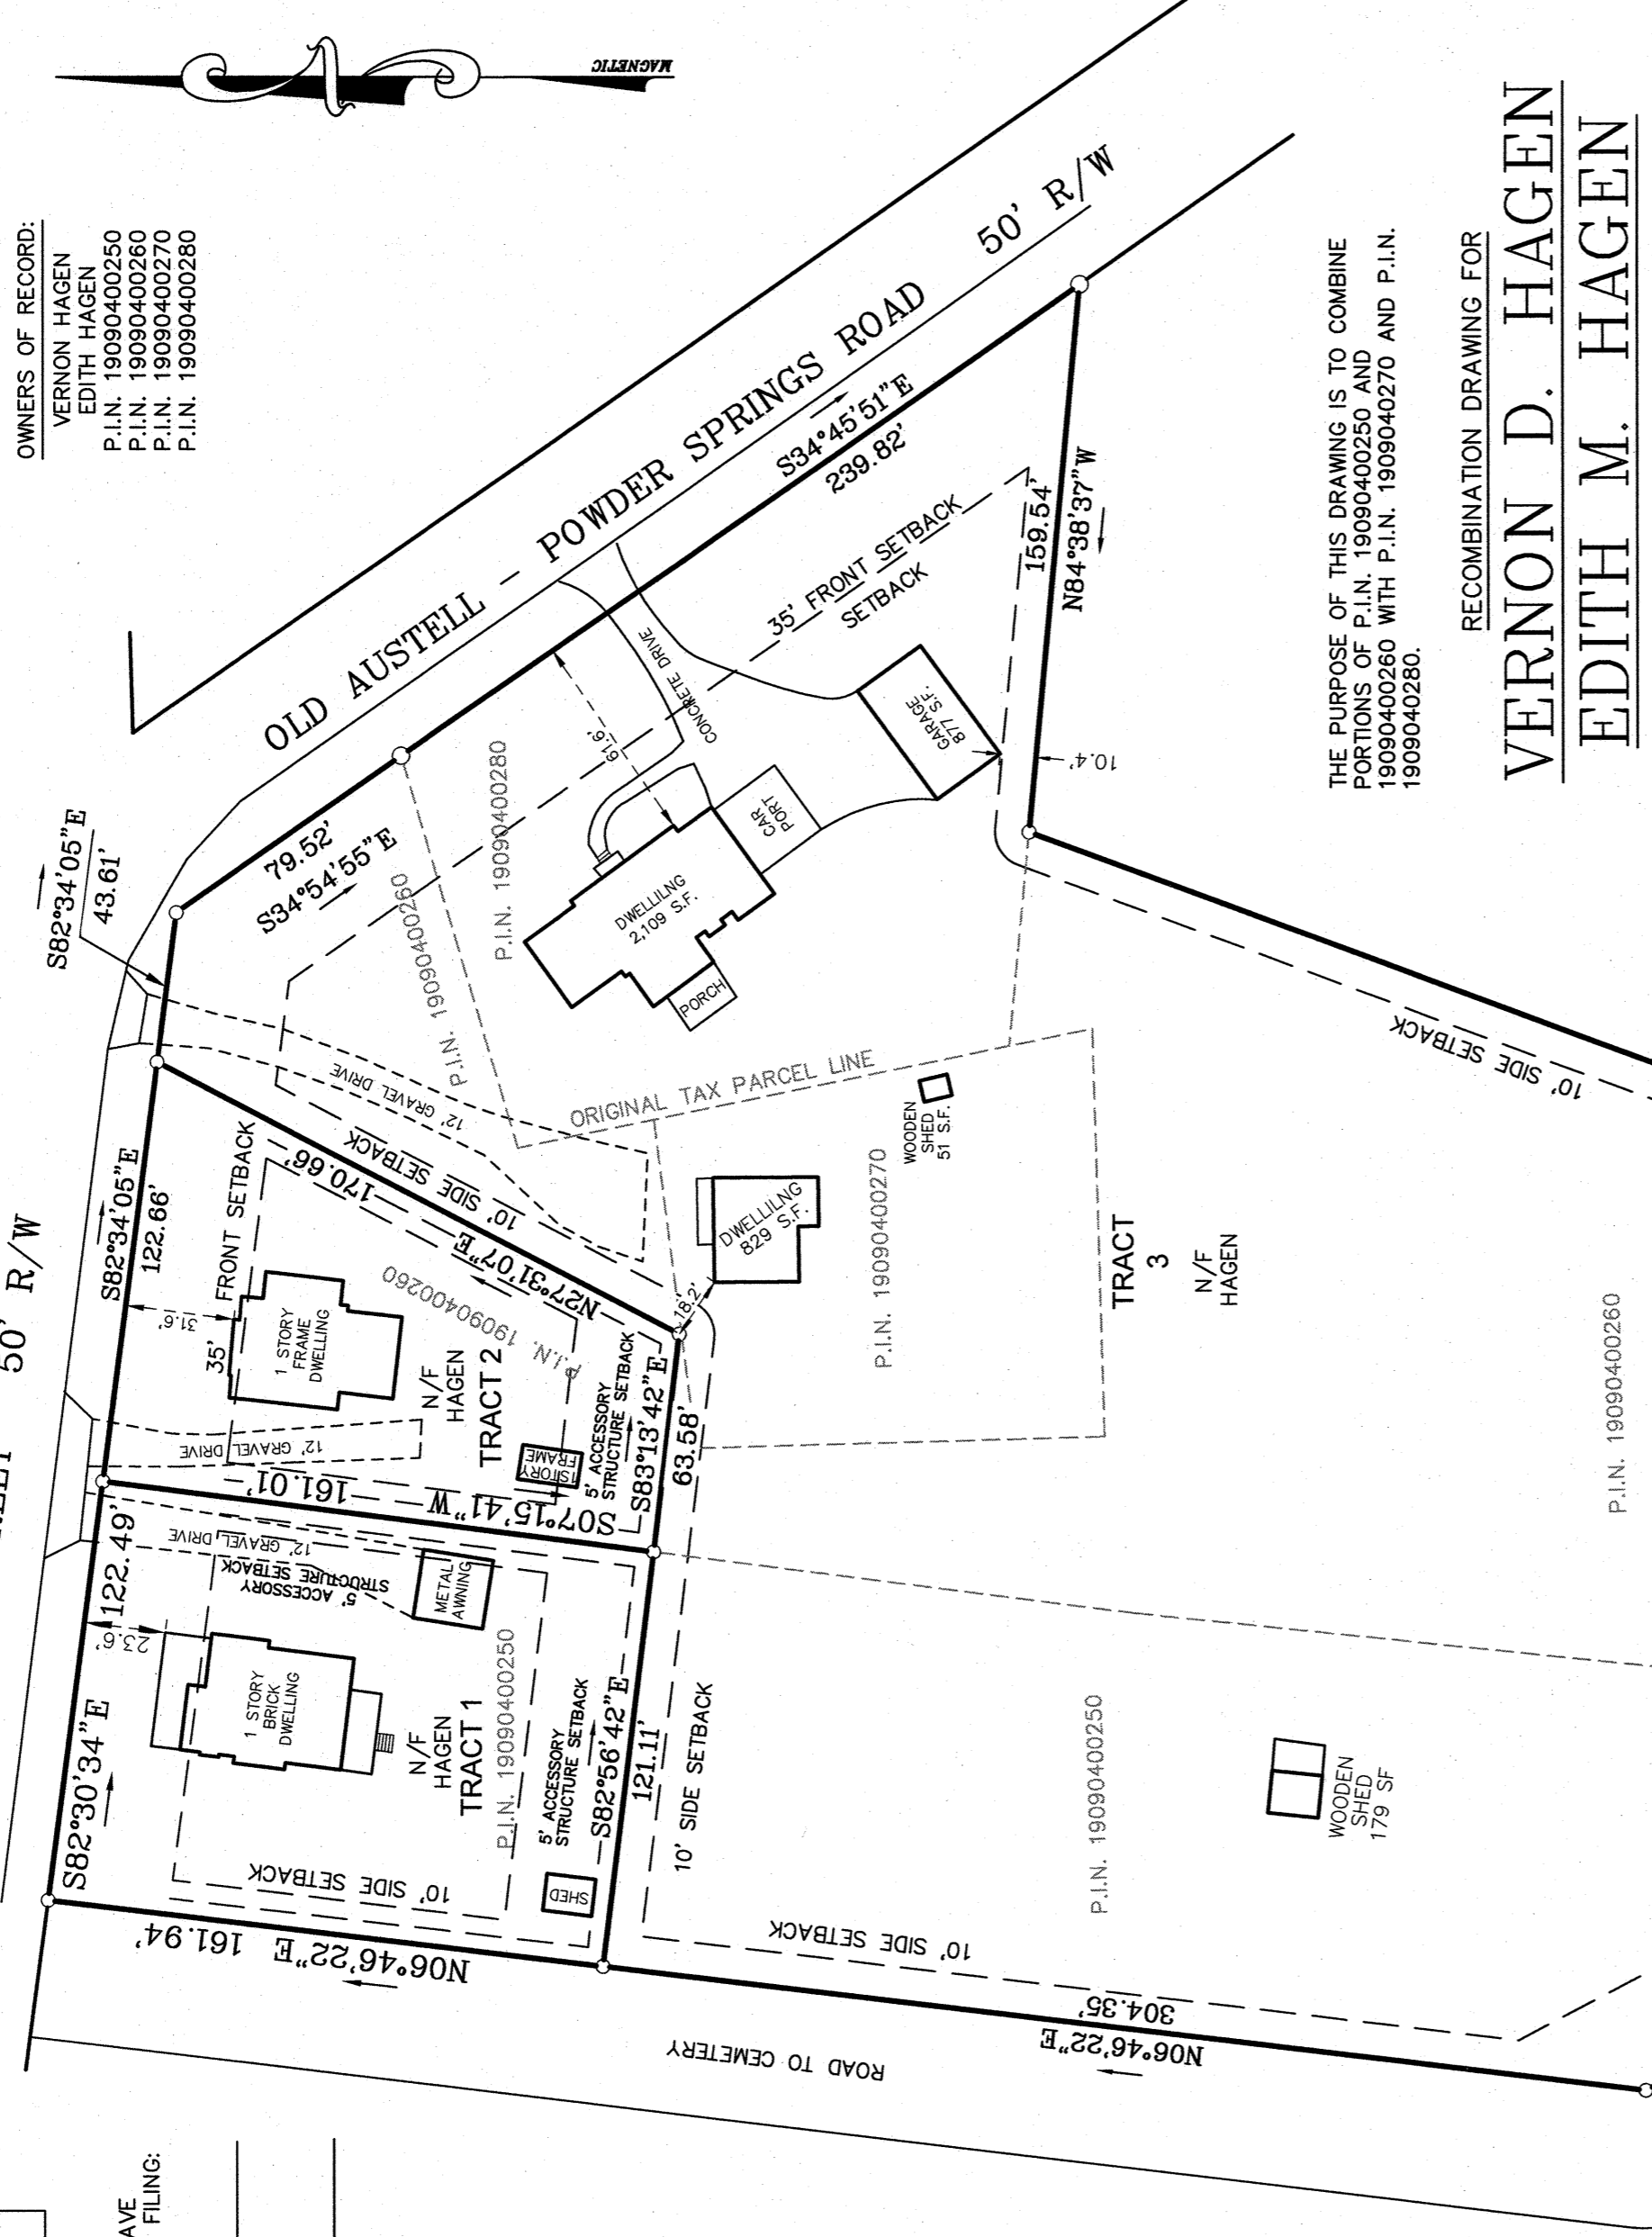 MAGNETIC
OWNERS OF RECORD:
VERNON HAGEN
EDITH HAGEN
P.I.N. 19090400250
P.I.N. 19090400260
P.I.N. 19090400270
P.I.N. 19090400280
OLD AUSTELL - POWDER SPRINGS ROAD 50' R/W
S82°34'05"E
43.61'
79.52'
S34°54'55"E
S34°45'51"E
239.82'
159.54'
N84°38'37"W
35' FRONT SETBACK
SETBACK
CONCRETE DRIVE
61.6'
P.I.N. 19090400280
P.I.N. 19090400260
DWELLILNG
2,109 S.F.
CAR
PORT
PORCH
GARAGE
877 S.F.
10.4'
10' SIDE SETBACK
ORIGINAL TAX PARCEL LINE
WOODEN
SHED
51 S.F.
50' R/W
S82°34'05"E
122.66'
FRONT SETBACK
35'
31.6'
1 STORY
FRAME
DWELLING
N/F
HAGEN
TRACT 2
P.I.N. 19090400260
12' GRAVEL DRIVE
10' SIDE SETBACK
170.66'
N27°31'07"E
12' GRAVEL DRIVE
1STORY
FRAME
5' ACCESSORY
STRUCTURE SETBACK
S83°13'42"E
63.58'
18.2'
DWELLILNG
829 S.F.
P.I.N. 19090400270
TRACT
3
N/F
HAGEN
P.I.N. 19090400260
161.01'
S07°15'41"W
122.49'
S82°30'34"E
23.6'
12' GRAVEL DRIVE
5' ACCESSORY
STRUCTURE SETBACK
METAL
AWNING
1 STORY
BRICK
DWELLING
N/F
HAGEN
TRACT 1
P.I.N. 19090400250
5' ACCESSORY
STRUCTURE SETBACK
S82°56'42"E
121.11'
10' SIDE SETBACK
10' SIDE SETBACK
SHED
N06°46'22"E 161.94'
10' SIDE SETBACK
P.I.N. 19090400250
WOODEN
SHED
179 SF
304.35'
N06°46'22"E
ROAD TO CEMETERY
AVE
FILING:
THE PURPOSE OF THIS DRAWING IS TO COMBINE
PORTIONS OF P.I.N. 19090400250 AND
19090400260 WITH P.I.N. 1909040270 AND P.I.N.
1909040280.
RECOMBINATION DRAWING FOR
VERNON D. HAGEN
EDITH M. HAGEN